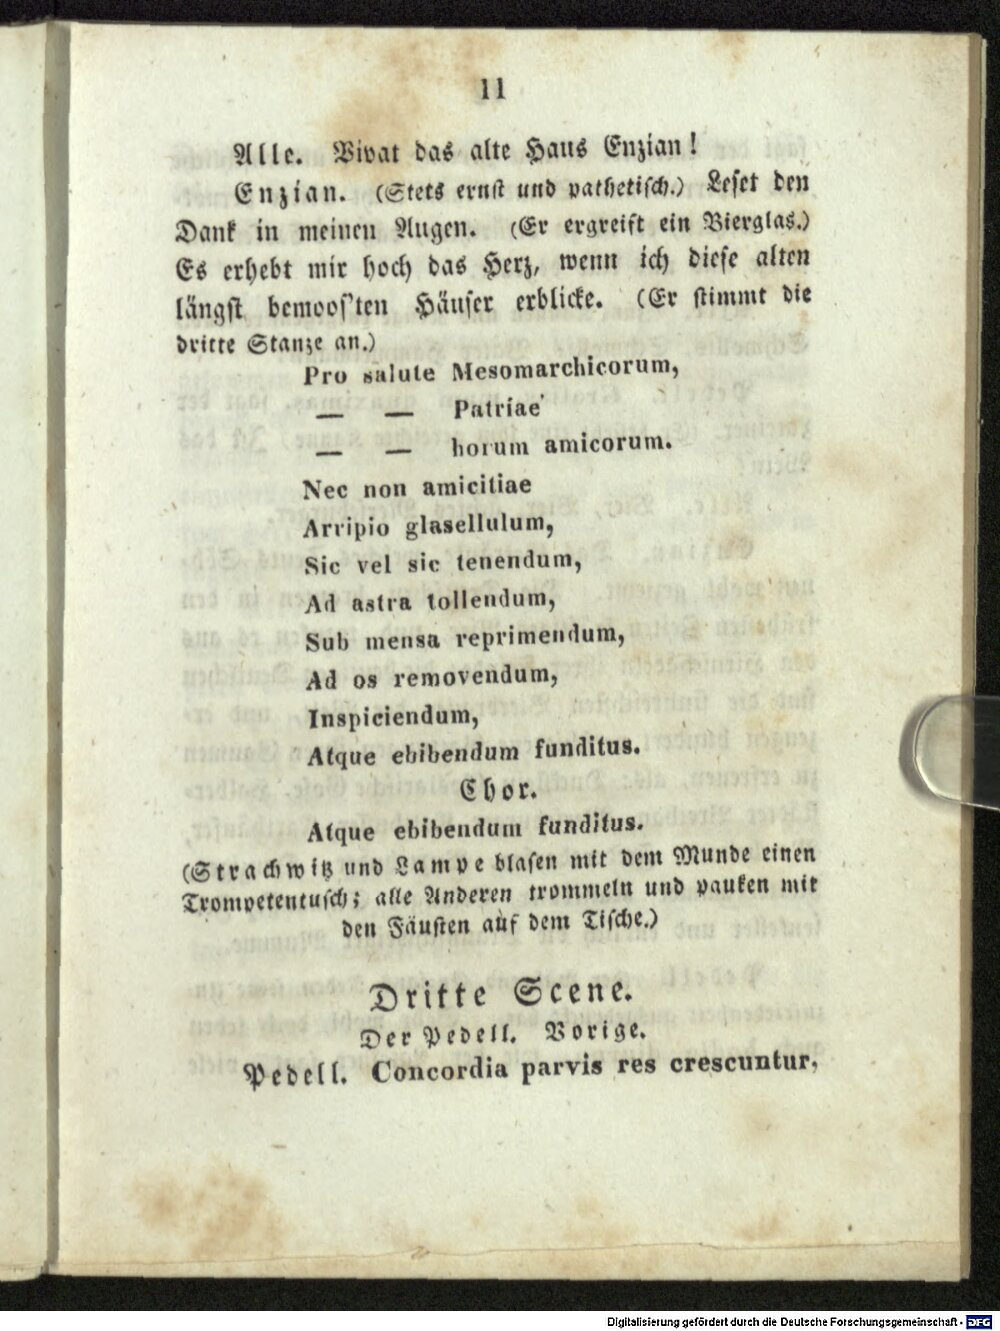 11
Alle. Vivat das alte Haus Enzian!
Enzian. (Stets ernst und pathetisch.) Leset den
Dank in meinen Augen. (Er ergreift ein Bierglas.)
Es erhebt mir hoch das Herz, wenn ich diese alten
längst bemoos'ten Häuser erblicke. (Er stimmt die
dritte Stanze an.)
Pro salute Mesomarchicorum,
— — Patriae
— — horum amicorum.
Nec non amicitiae
Arripio glasellulum,
Sic vel sic tenendum,
Ad astra tollendum,
Sub mensa reprimendum,
Ad os removendum,
Inspiciendum,
Atque ebibendum funditus.
Chor.
Atque ebibendum funditus.
(Strachwitz und Lampe blasen mit dem Munde einen
Trompetentusch; alle Anderen trommeln und pauken mit
den Fäusten auf dem Tische.)
Dritte Scene.
Der Pedell. Vorige.
Pedell. Concordia parvis res crescuntur,
Digitalisierung gefördert durch die Deutsche Forschungsgemeinschaft - DFG